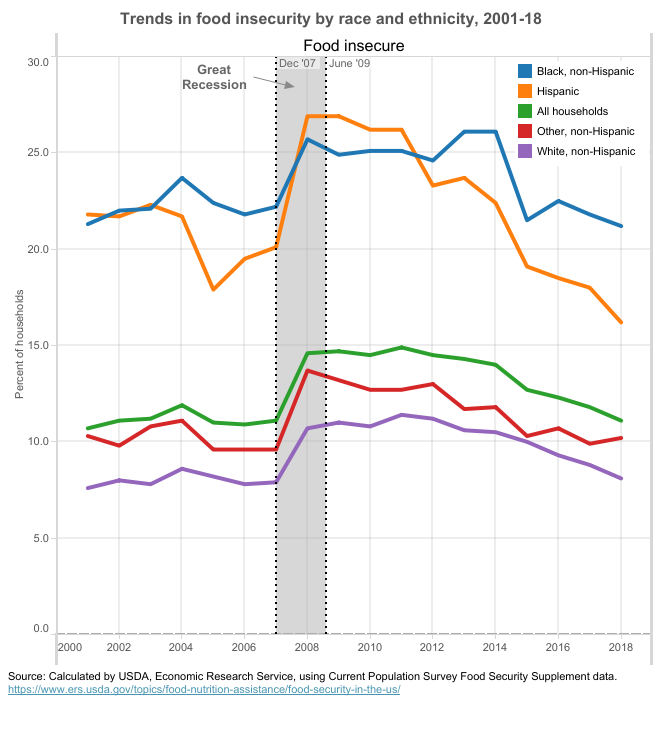 Trends in food insecurity by race and ethnicity, 2001-18
Food insecure
30.0
Dec '07
June '09
Great
Recession
Black, non-Hispanic
Hispanic
All households
Other, non-Hispanic
White, non-Hispanic
25.0
20.0
15.0
10.0
5.0
0.0
Percent of households
2000 2002 2004 2006 2008 2010 2012 2014 2016 2018
Source: Calculated by USDA, Economic Research Service, using Current Population Survey Food Security Supplement data.
https://www.ers.usda.gov/topics/food-nutrition-assistance/food-security-in-the-us/